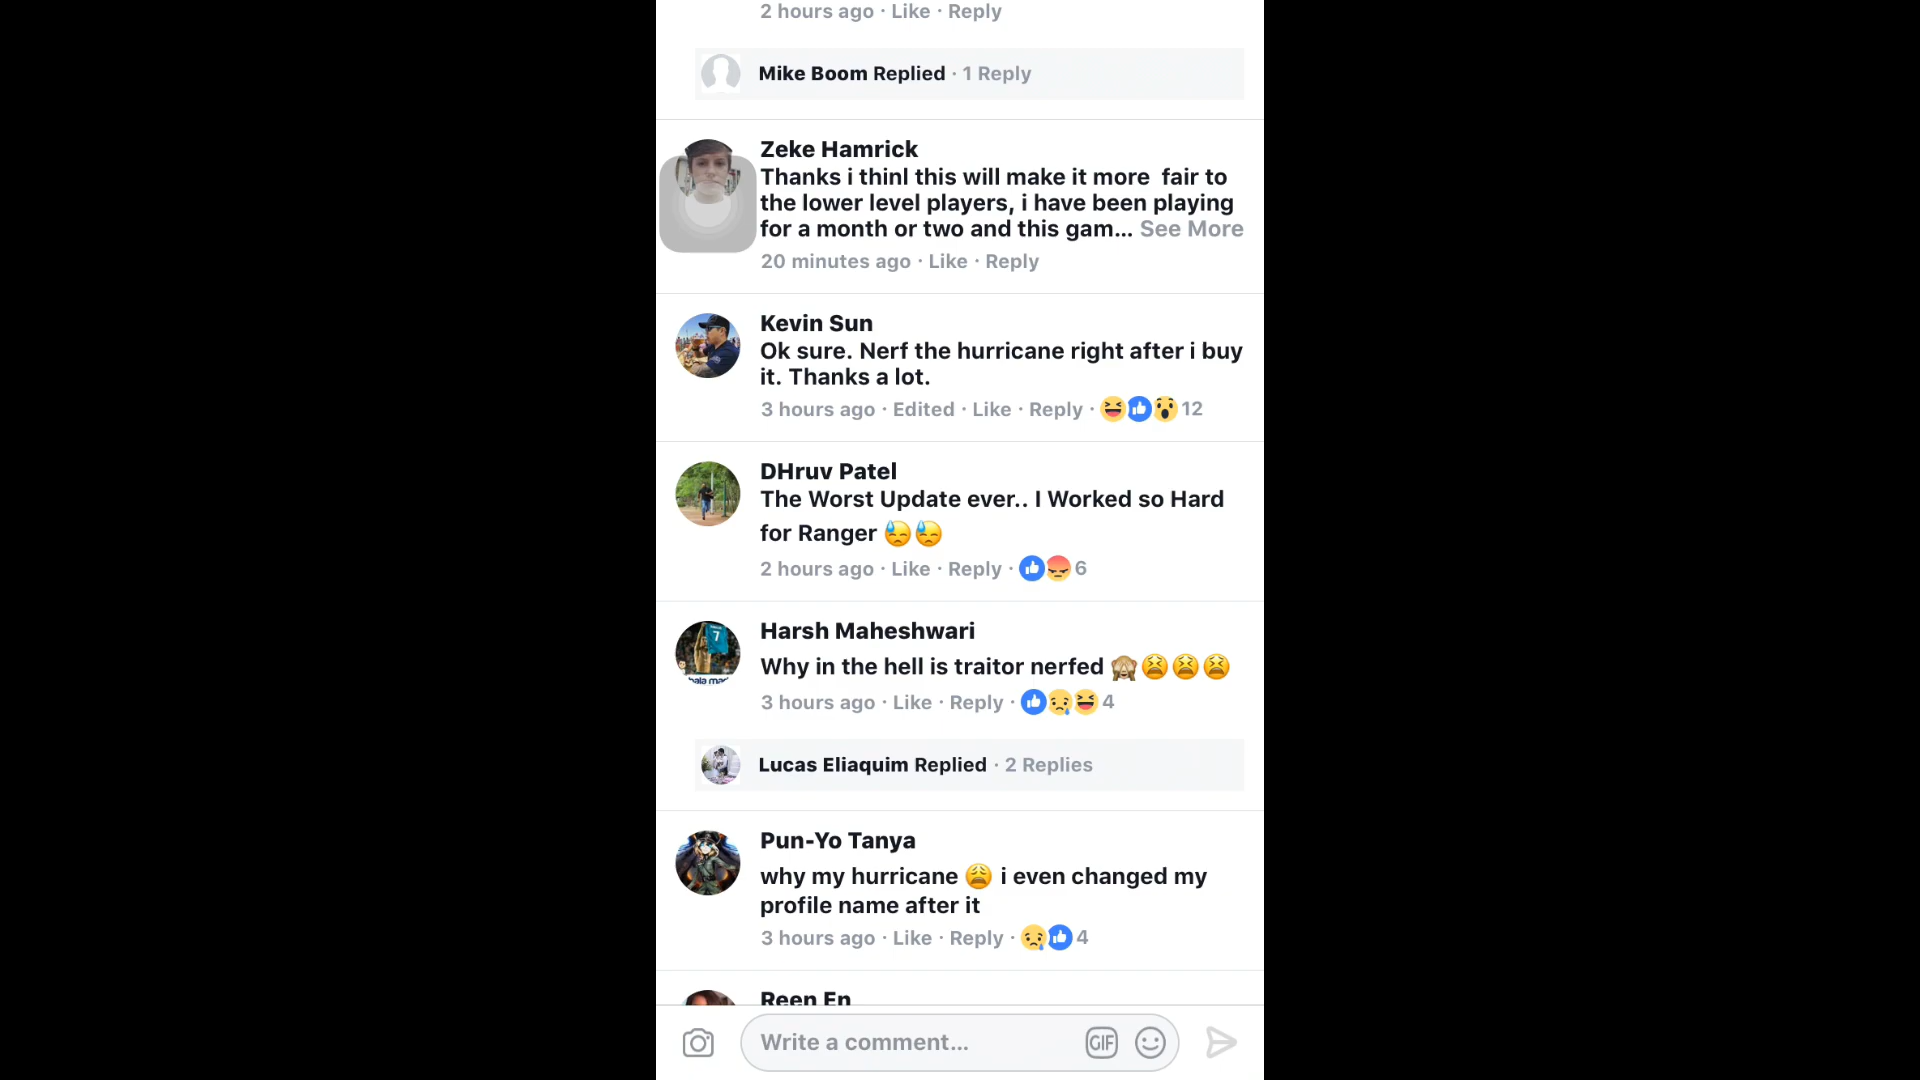 2 hours ago · Like · Reply
Mike Boom Replied · 1 Reply
Zeke Hamrick
Thanks i thinl this will make it more  fair to
the lower level players, i have been playing
for a month or two and this gam... See More
20 minutes ago · Like · Reply
Kevin Sun
Ok sure. Nerf the hurricane right after i buy
it. Thanks a lot.
3 hours ago · Edited · Like · Reply · 😆👍😮 12
DHruv Patel
The Worst Update ever.. I Worked so Hard
for Ranger 😓😓
2 hours ago · Like · Reply · 👍😡 6
7
Harsh Maheshwari
Why in the hell is traitor nerfed 🙈😫😫😫
3 hours ago · Like · Reply · 👍😢😆 4
Lucas Eliaquim Replied · 2 Replies
Pun-Yo Tanya
why my hurricane 😩 i even changed my
profile name after it
3 hours ago · Like · Reply · 😢👍 4
Reen En
Write a comment...
GIF